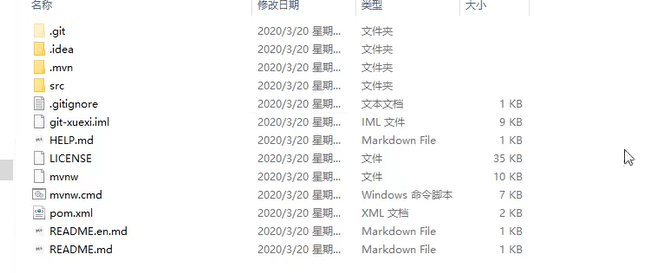 名称 修改日期 类型 大小
.git 2020/3/20 星期... 文件夹
.idea 2020/3/20 星期... 文件夹
.mvn 2020/3/20 星期... 文件夹
src 2020/3/20 星期... 文件夹
.gitignore 2020/3/20 星期... 文本文档 1 KB
git-xuexi.iml 2020/3/20 星期... IML 文件 9 KB
HELP.md 2020/3/20 星期... Markdown File 1 KB
LICENSE 2020/3/20 星期... 文件 35 KB
mvnw 2020/3/20 星期... 文件 10 KB
mvnw.cmd 2020/3/20 星期... Windows 命令脚本 7 KB
pom.xml 2020/3/20 星期... XML 文档 2 KB
README.en.md 2020/3/20 星期... Markdown File 1 KB
README.md 2020/3/20 星期... Markdown File 1 KB